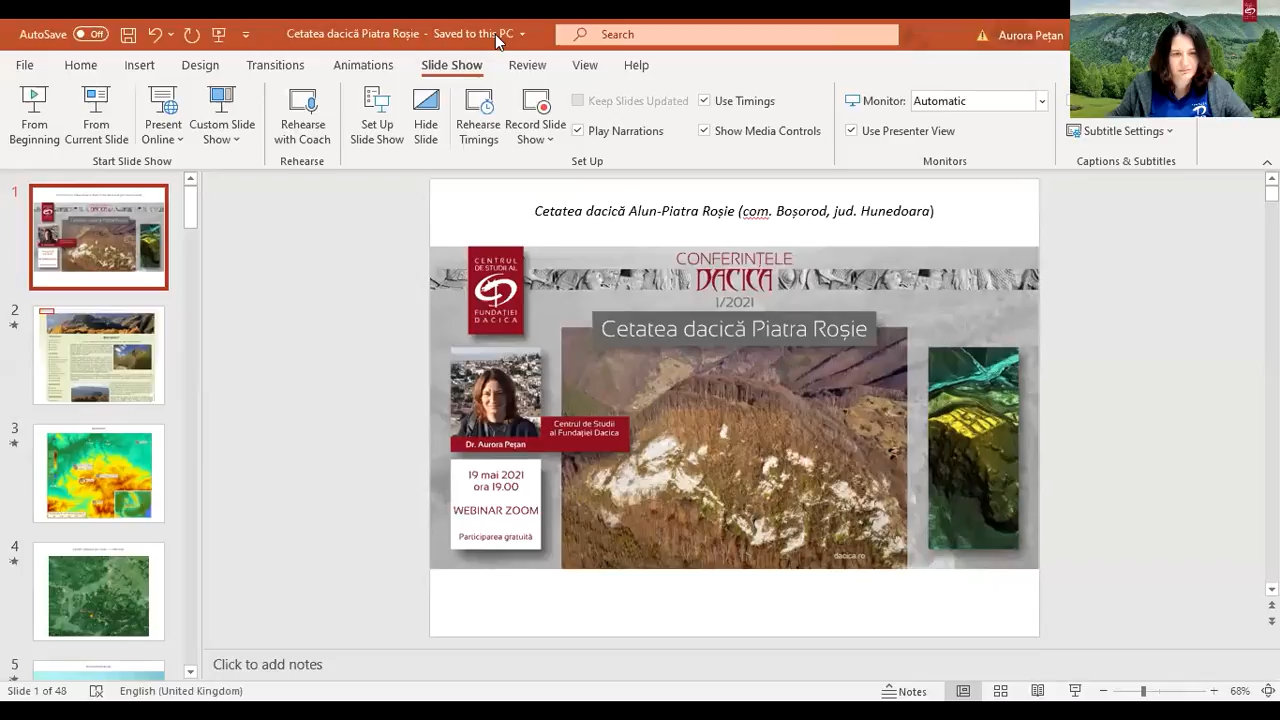 AutoSave Off
Cetatea dacică Piatra Roșie - Saved to this PC
Search
Aurora Pețan
File Home Insert Design Transitions Animations Slide Show Review View Help
From Beginning
From Current Slide
Present Online
Custom Slide Show
Start Slide Show
Rehearse with Coach
Rehearse
Set Up Slide Show
Hide Slide
Rehearse Timings
Record Slide Show
Keep Slides Updated
Play Narrations
Use Timings
Show Media Controls
Set Up
Monitor: Automatic
Use Presenter View
Monitors
Subtitle Settings
Captions & Subtitles
1
2
3
4
5
Cetatea dacică Alun-Piatra Roșie (com. Boșorod, jud. Hunedoara)
CENTRUL
DE STUDII AL
FUNDAȚIEI
DACICA
CONFERINȚELE
DACICA
1/2021
Cetatea dacică Piatra Roșie
Centrul de Studii
al Fundației Dacica
Dr. Aurora Pețan
19 mai 2021
ora 19.00
WEBINAR ZOOM
Participarea gratuită
dacica.ro
Click to add notes
Slide 1 of 48
English (United Kingdom)
Notes
68%